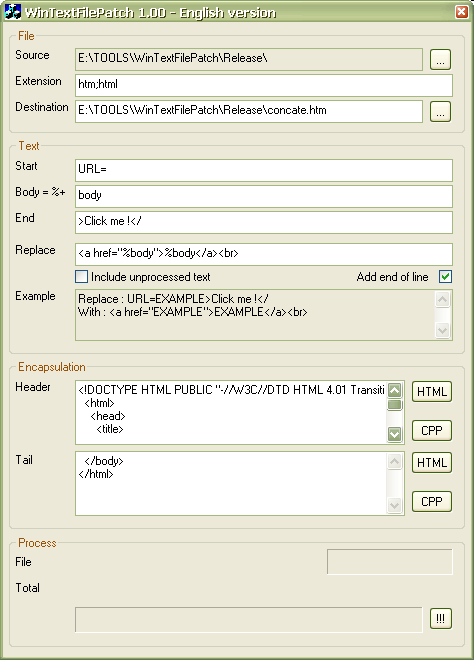 WinTextFilePatch 1.00 - English version
File
Source E:\TOOLS\WinTextFilePatch\Release\ ...
Extension htm;html
Destination E:\TOOLS\WinTextFilePatch\Release\concate.htm ...
Text
Start URL=
Body = %+ body
End >Click me !</
Replace <a href="%body">%body</a><br>
Include unprocessed text Add end of line
Example Replace : URL=EXAMPLE>Click me !</
With : <a href="EXAMPLE">EXAMPLE</a><br>
Encapsulation
Header <!DOCTYPE HTML PUBLIC "-//W3C//DTD HTML 4.01 Transiti HTML
<html>
<head>
<title> CPP
Tail </body> HTML
</html>
CPP
Process
File
Total
!!!